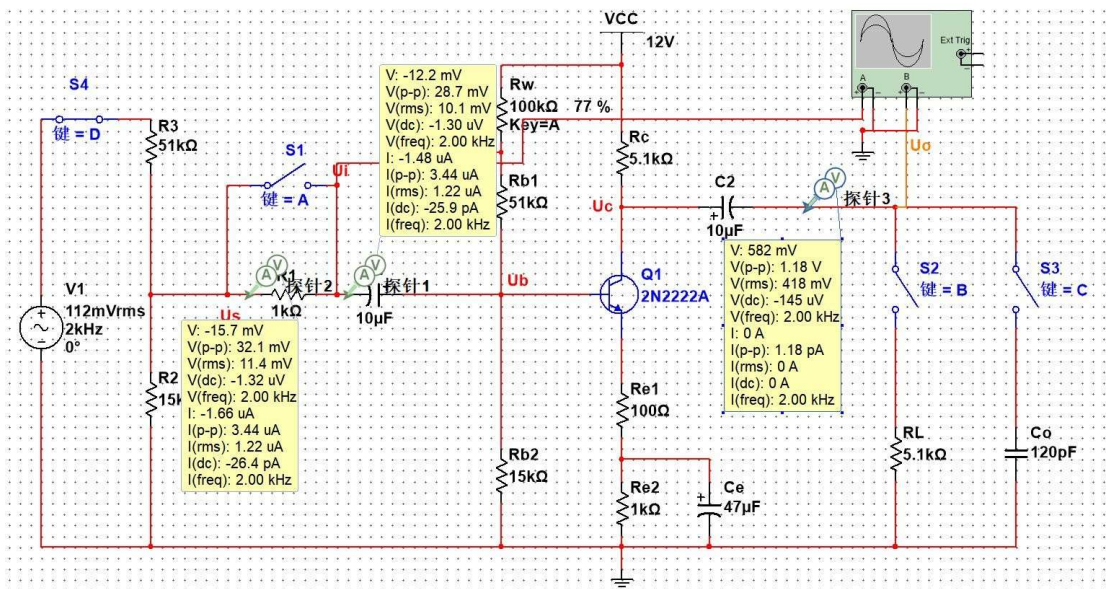 VCC
12V
Ext Trig
A
B
S4
键 = D
R3
51kΩ
S1
键 = A
Ui
V: -12.2 mV
V(p-p): 28.7 mV
V(rms): 10.1 mV
V(dc): -1.30 uV
V(freq): 2.00 kHz
I: -1.48 uA
I(p-p): 3.44 uA
I(rms): 1.22 uA
I(dc): -25.9 pA
I(freq): 2.00 kHz
Rw
100kΩ
77 %
Key=A
Rb1
51kΩ
Rc
5.1kΩ
Uo
Uc
C2
10µF
A
V
探针3
V1
112mVrms
2kHz
0°
A
V
R1
探针2
1kΩ
Us
A
V
探针1
10µF
Ub
Q1
2N2222A
V: 582 mV
V(p-p): 1.18 V
V(rms): 418 mV
V(dc): -145 uV
V(freq): 2.00 kHz
I: 0 A
I(p-p): 1.18 pA
I(rms): 0 A
I(dc): 0 A
I(freq): 2.00 kHz
S2
键 = B
S3
键 = C
R2
V: -15.7 mV
V(p-p): 32.1 mV
V(rms): 11.4 mV
V(dc): -1.32 uV
V(freq): 2.00 kHz
I: -1.66 uA
I(p-p): 3.44 uA
I(rms): 1.22 uA
I(dc): -26.4 pA
I(freq): 2.00 kHz
Re1
100Ω
Rb2
15kΩ
Re2
1kΩ
Ce
47µF
RL
5.1kΩ
Co
120pF